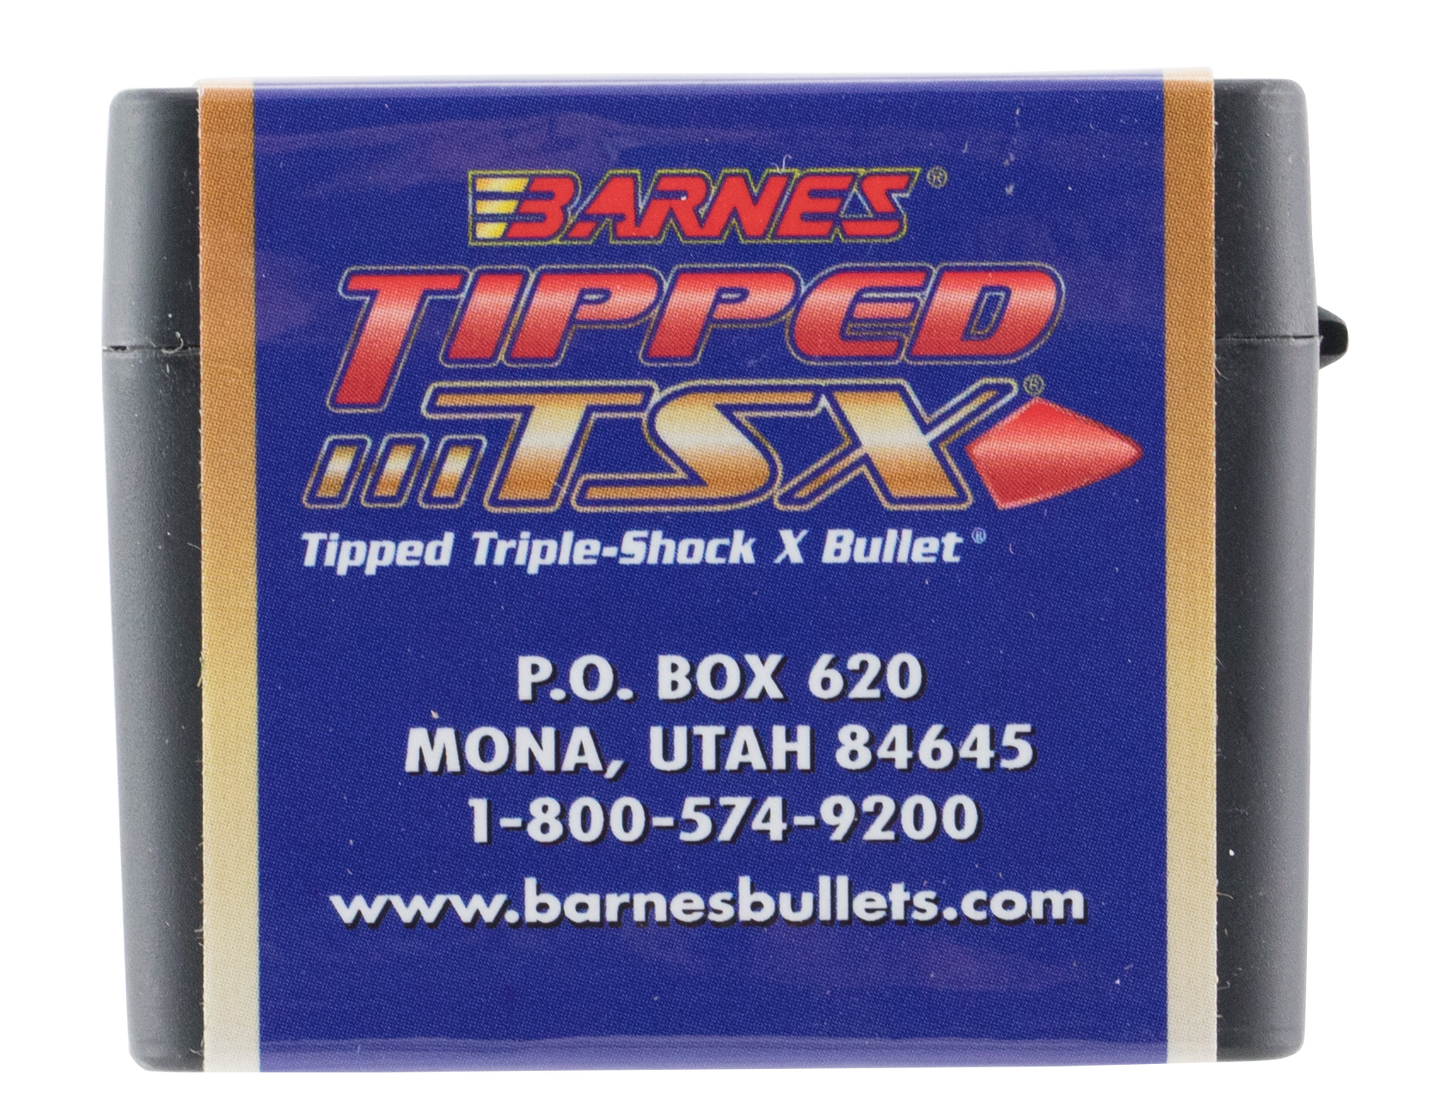 BARNES®
TIPPED
TSX®
Tipped Triple-Shock X Bullet®
P.O. BOX 620
MONA, UTAH 84645
1-800-574-9200
www.barnesbullets.com